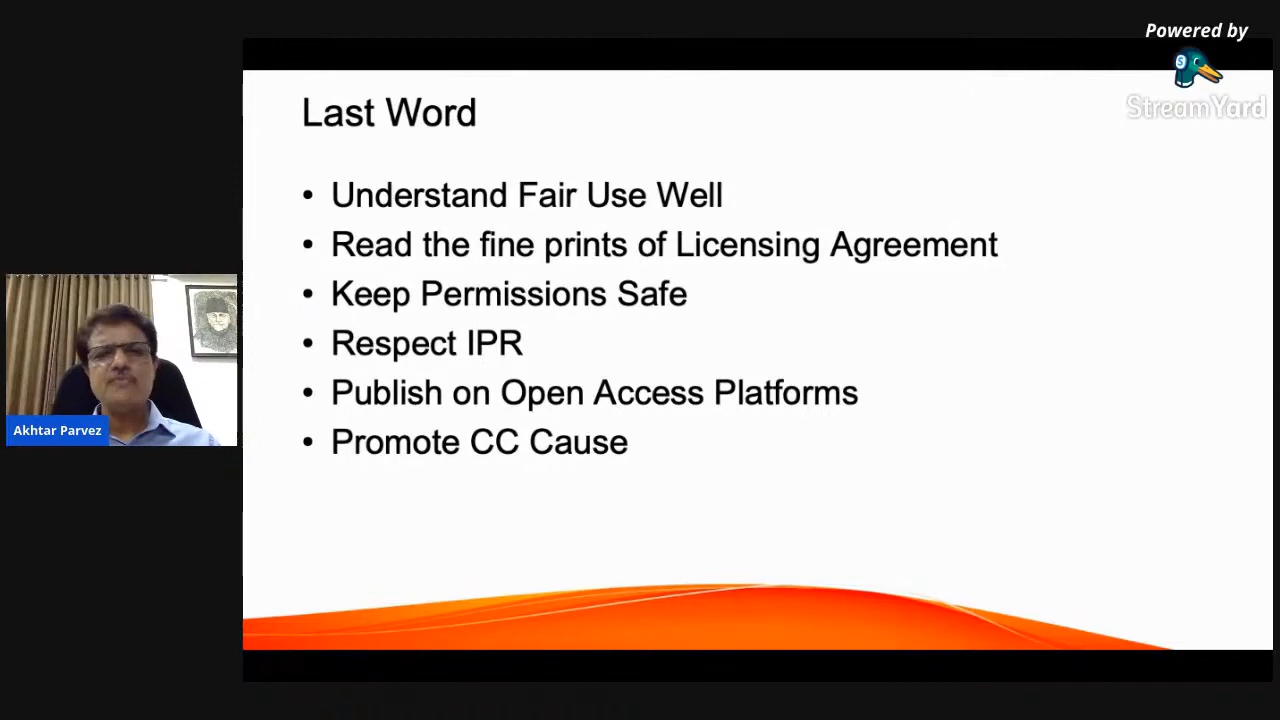 Powered by
StreamYard
Last Word
• Understand Fair Use Well
• Read the fine prints of Licensing Agreement
• Keep Permissions Safe
• Respect IPR
• Publish on Open Access Platforms
• Promote CC Cause
Akhtar Parvez